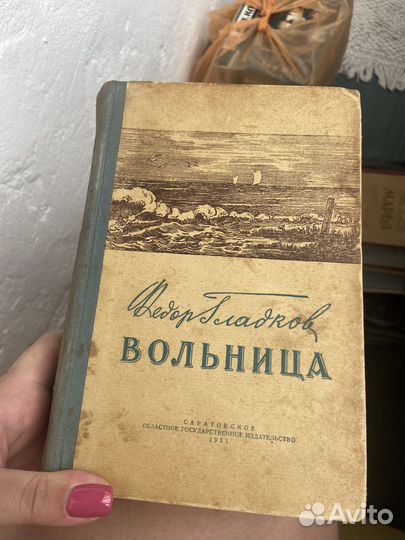 Федор Гладков
ВОЛЬНИЦА
САРАТОВСКОЕ
ОБЛАСТНОЕ ГОСУДАРСТВЕННОЕ ИЗДАТЕЛЬСТВО
1951
Avito